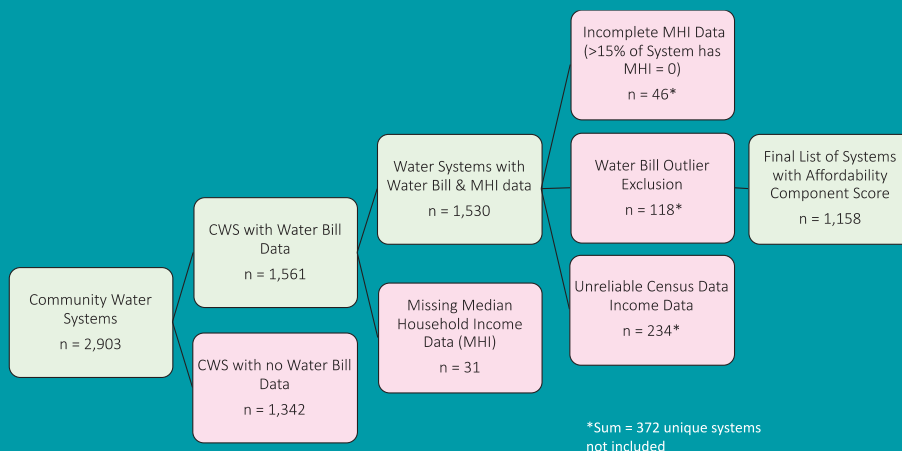 Community Water
Systems
n = 2,903
CWS with Water Bill
Data
n = 1,561
CWS with no Water Bill
Data
n = 1,342
Water Systems with
Water Bill & MHI data
n = 1,530
Missing Median
Household Income
Data (MHI)
n = 31
Incomplete MHI Data
(>15% of System has
MHI = 0)
n = 46*
Water Bill Outlier
Exclusion
n = 118*
Unreliable Census Data
Income Data
n = 234*
Final List of Systems
with Affordability
Component Score
n = 1,158
*Sum = 372 unique systems
not included